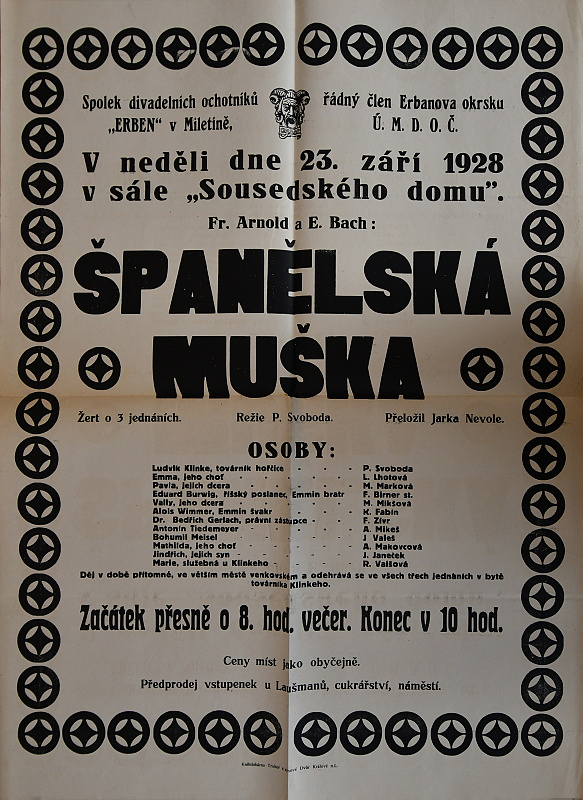 Spolek divadelních ochotníků řádný člen Erbanova okrsku
„ERBEN“ v Miletíně, Ú. M. D. O. Č.
V neděli dne 23. září 1928
v sále „Sousedského domu“.
Fr. Arnold a E. Bach:
ŠPANĚLSKÁ
MUŠKA
Žert o 3 jednáních. Režie P. Svoboda. Přeložil Jarka Nevole.
OSOBY:
Ludvík Klinke, továrník hořčice - - - - P. Svoboda
Emma, jeho choť - - - - L. Lhotová
Pavla, jejich dcera - - - - M. Marková
Eduard Burwig, říšský poslanec, Emmin bratr - F. Birner st.
Vally, jeho dcera - - - - M. Mikšová
Alois Wimmer, Emmin švakr - - - - K. Fabin
Dr. Bedřich Gerlach, právní zástupce - - - F. Zivr
Antonín Tiedemeyer - - - - A. Mikeš
Bohumil Meisel - - - - J Valeš
Mathilda, jeho choť - - - - A. Makovcová
Jindřich, jejich syn - - - - J. Janeček
Marie, služebná u Klinkeho - - - - R. Valšová
Děj v době přítomné, ve větším městě venkovském a odehrává se ve všech třech jednáních v bytě
továrníka Klinkeho.
Začátek přesně o 8. hod. večer. Konec v 10 hod.
Ceny míst jako obyčejně.
Předprodej vstupenek u Laušmanů, cukrářství, náměstí.
Knihtiskárna Dvůr Králové n.L.